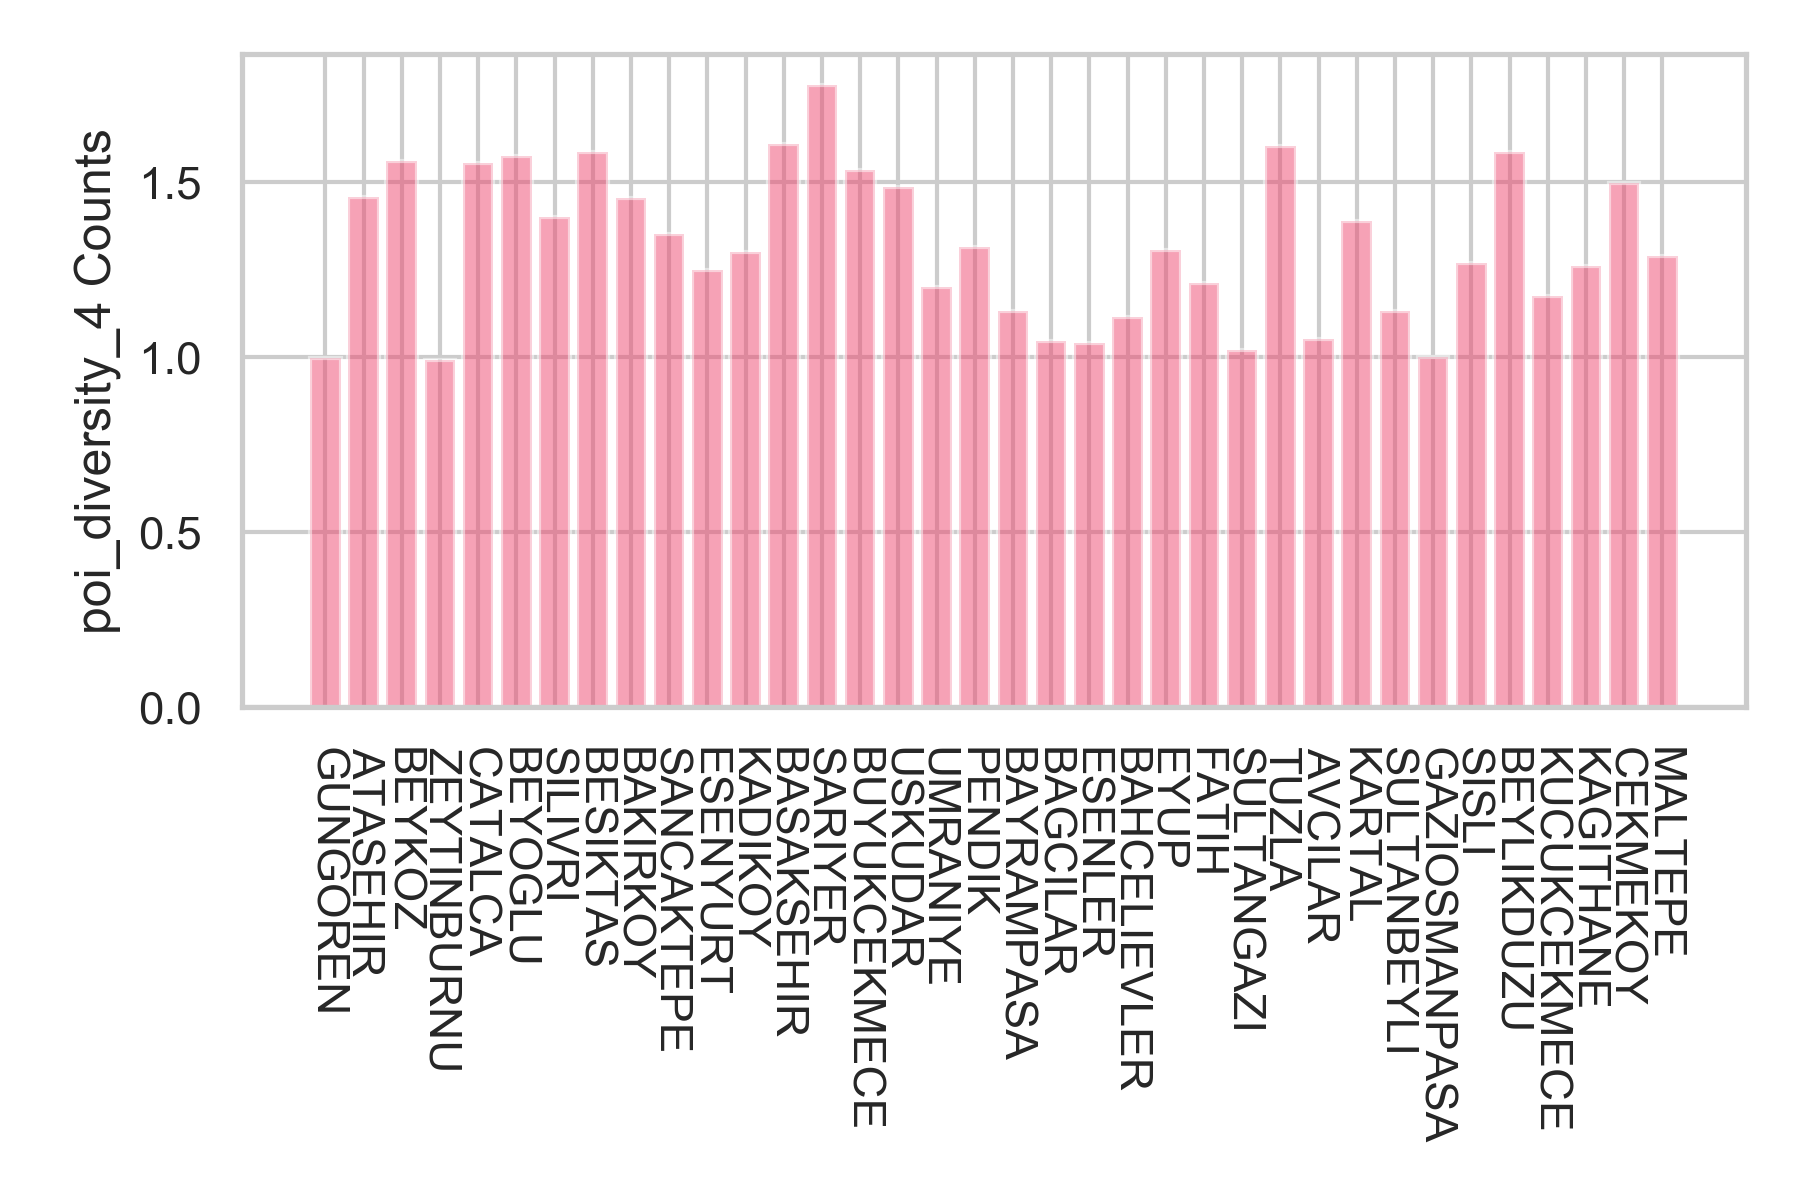 poi_diversity_4 Counts
1.5
1.0
0.5
0.0
GUNGOREN
ATASEHIR
BEYKOZ
ZEYTINBURNU
CATALCA
BEYOGLU
SILIVRI
BESIKTAS
BAKIRKOY
SANCAKTEPE
ESENYURT
KADIKOY
BASAKSEHIR
SARIYER
BUYUKCEKMECE
USKUDAR
UMRANIYE
PENDIK
BAYRAMPASA
BAGCILAR
ESENLER
BAHCELIEVLER
EYUP
FATIH
SULTANGAZI
TUZLA
AVCILAR
KARTAL
SULTANBEYLI
GAZIOSMANPASA
SISLI
BEYLIKDUZU
KUCUKCEKMECE
KAGITHANE
CEKMEKOY
MALTEPE